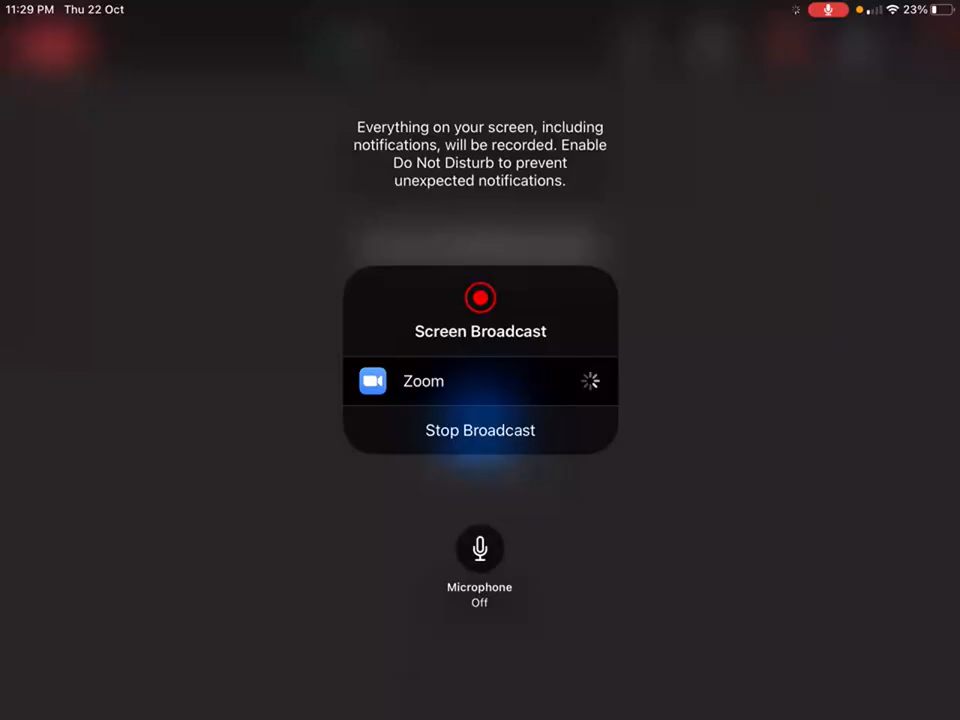 11:29 PM Thu 22 Oct
23%
Everything on your screen, including
notifications, will be recorded. Enable
Do Not Disturb to prevent
unexpected notifications.
Screen Broadcast
Zoom
Stop Broadcast
Microphone
Off